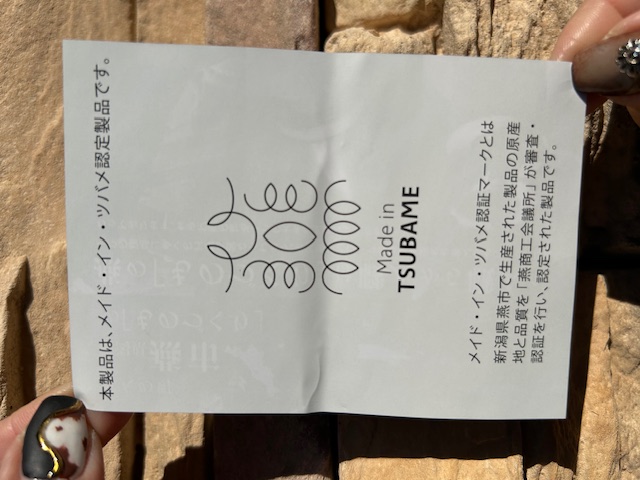 本製品は、メイド・イン・ツバメ認定製品です。
Made in
TSUBAME
メイド・イン・ツバメ認証マークとは
新潟県燕市で生産された製品の原産
地と品質を「燕商工会議所」が審査・
認証を行い、認定された製品です。